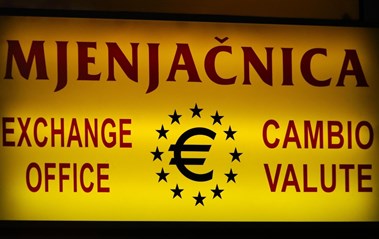 MJENJAČNICA
EXCHANGE
OFFICE
€
CAMBIO
VALUTE